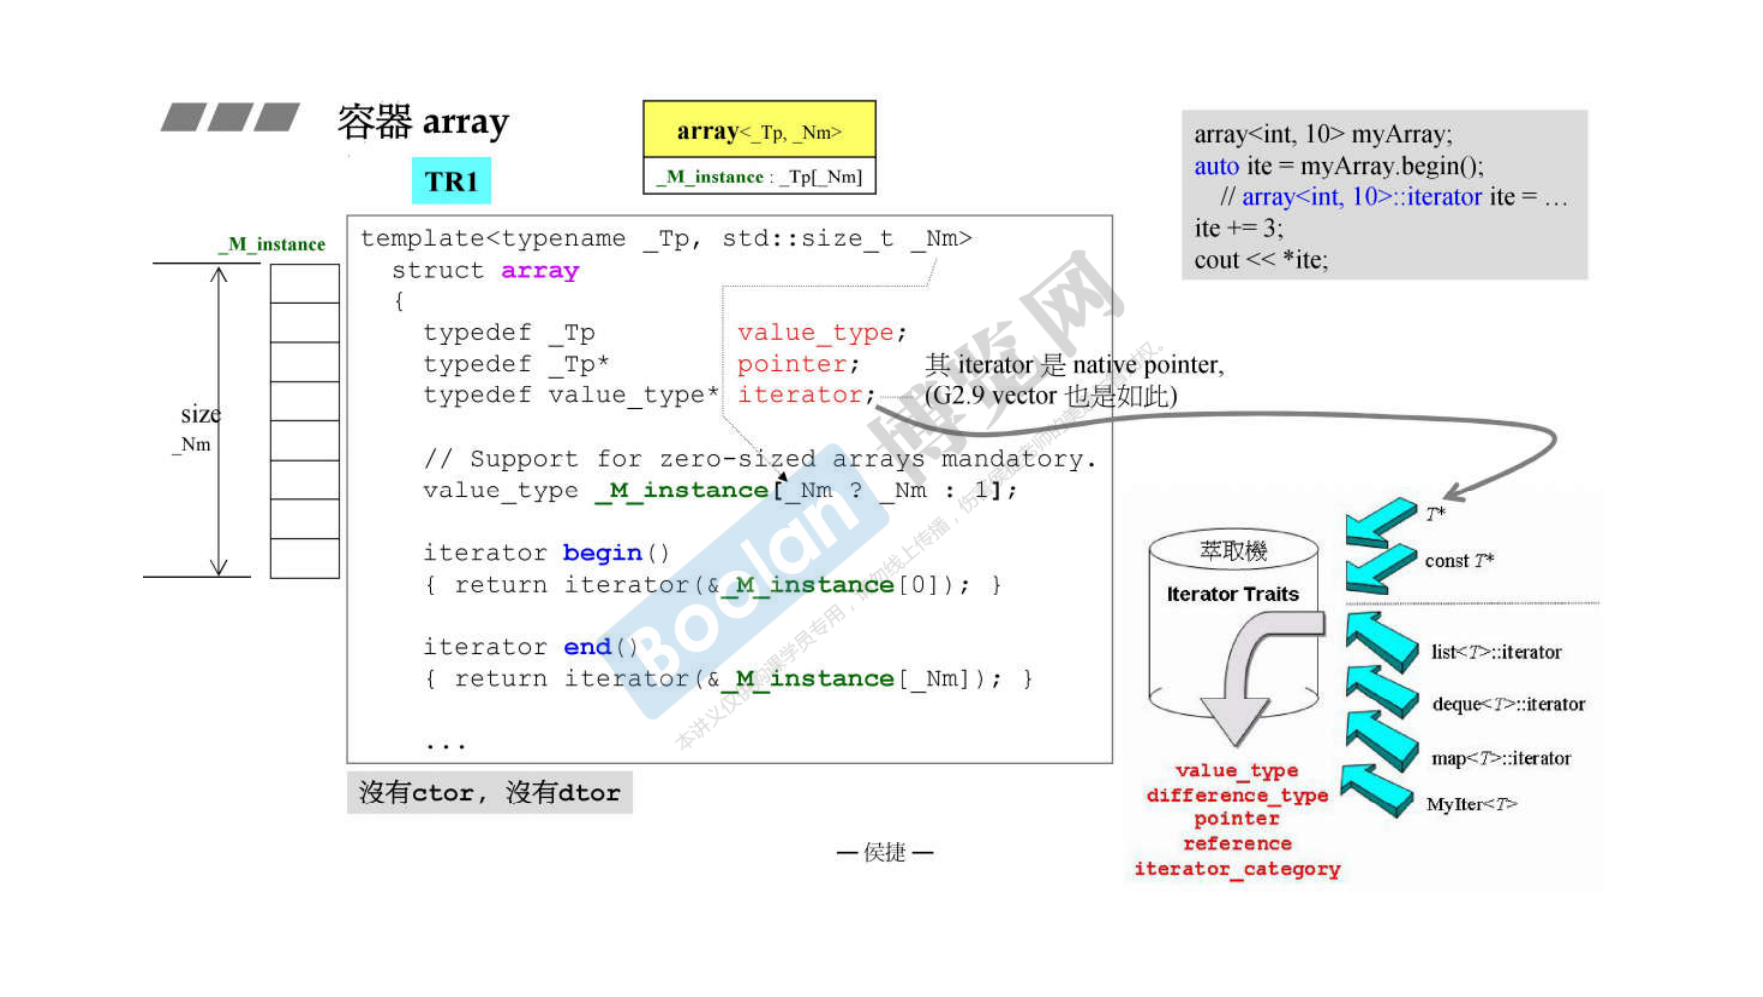 容器 array
TR1
array<_Tp, _Nm>
_M_instance : _Tp[_Nm]
array<int, 10> myArray;
auto ite = myArray.begin();
// array<int, 10>::iterator ite = …
ite += 3;
cout << *ite;
_M_instance
size
_Nm
template<typename _Tp, std::size_t _Nm>
struct array
{
typedef _Tp value_type;
typedef _Tp* pointer;
typedef value_type* iterator;
其 iterator 是 native pointer,
(G2.9 vector 也是如此)
// Support for zero-sized arrays mandatory.
value_type _M_instance[_Nm ? _Nm : 1];
iterator begin()
{ return iterator(&_M_instance[0]); }
iterator end()
{ return iterator(&_M_instance[_Nm]); }
...
沒有ctor, 沒有dtor
萃取機
Iterator Traits
T*
const T*
list<T>::iterator
deque<T>::iterator
map<T>::iterator
MyIter<T>
value_type
difference_type
pointer
reference
iterator_category
— 侯捷 —
Boolan
博览网